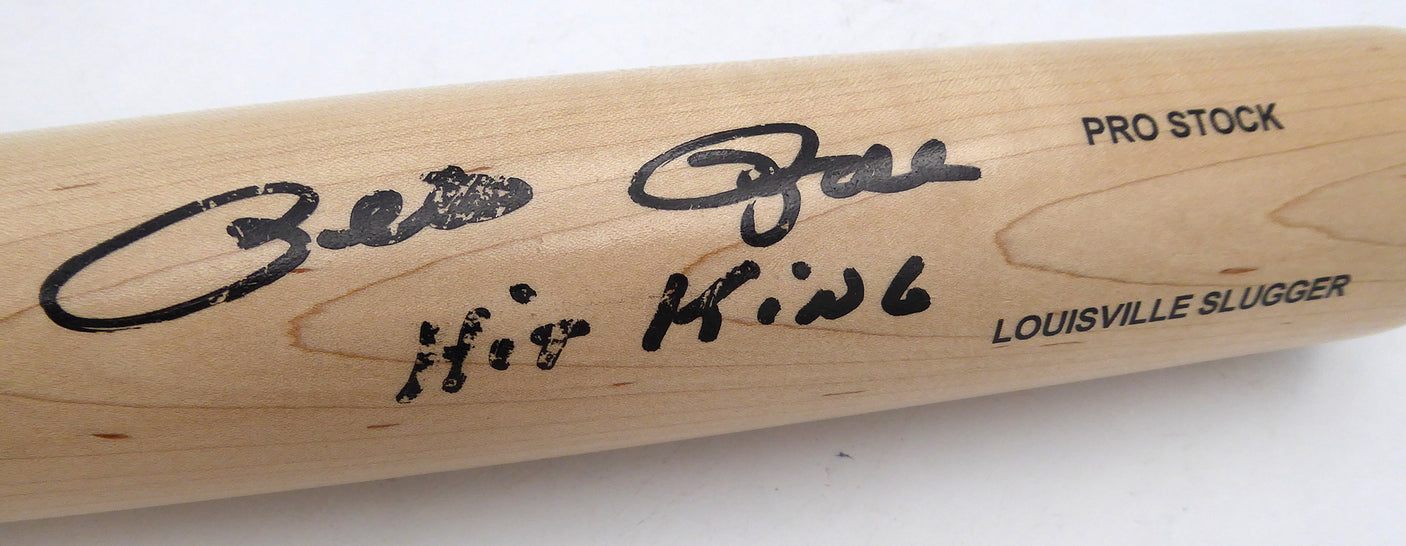 Pete Rose
Hit King
PRO STOCK
LOUISVILLE SLUGGER